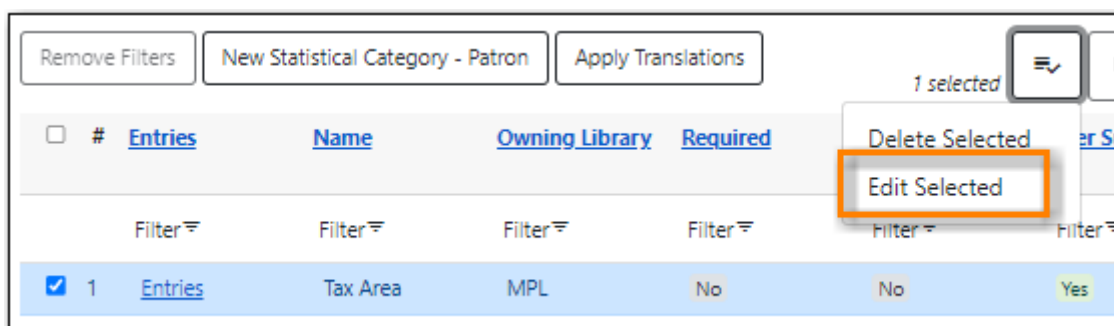 Remove Filters New Statistical Category - Patron Apply Translations 1 selected
# Entries Name Owning Library Required
Delete Selected
Edit Selected
Filter Filter Filter Filter Filter Filter
1 Entries Tax Area MPL No No Yes